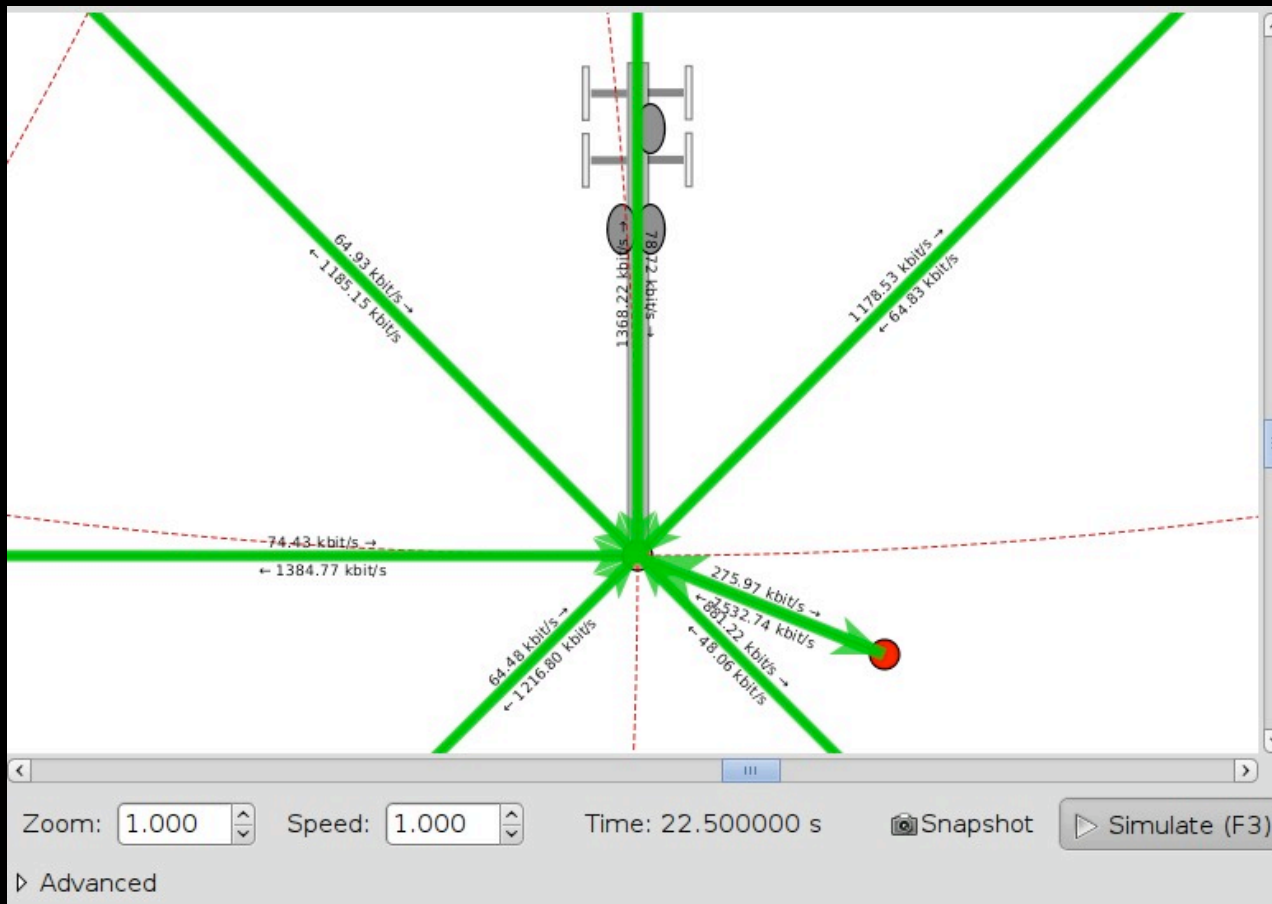 64.93 kbit/s →
← 1185.15 kbit/s
1368.22 kbit/s →
78.72 kbit/s →
1178.53 kbit/s →
← 64.83 kbit/s
74.43 kbit/s →
← 1384.77 kbit/s
275.97 kbit/s →
← 7532.74 kbit/s
881.22 kbit/s →
← 48.06 kbit/s
64.48 kbit/s →
← 1216.80 kbit/s
Zoom: 1.000 Speed: 1.000 Time: 22.500000 s Snapshot Simulate (F3)
Advanced